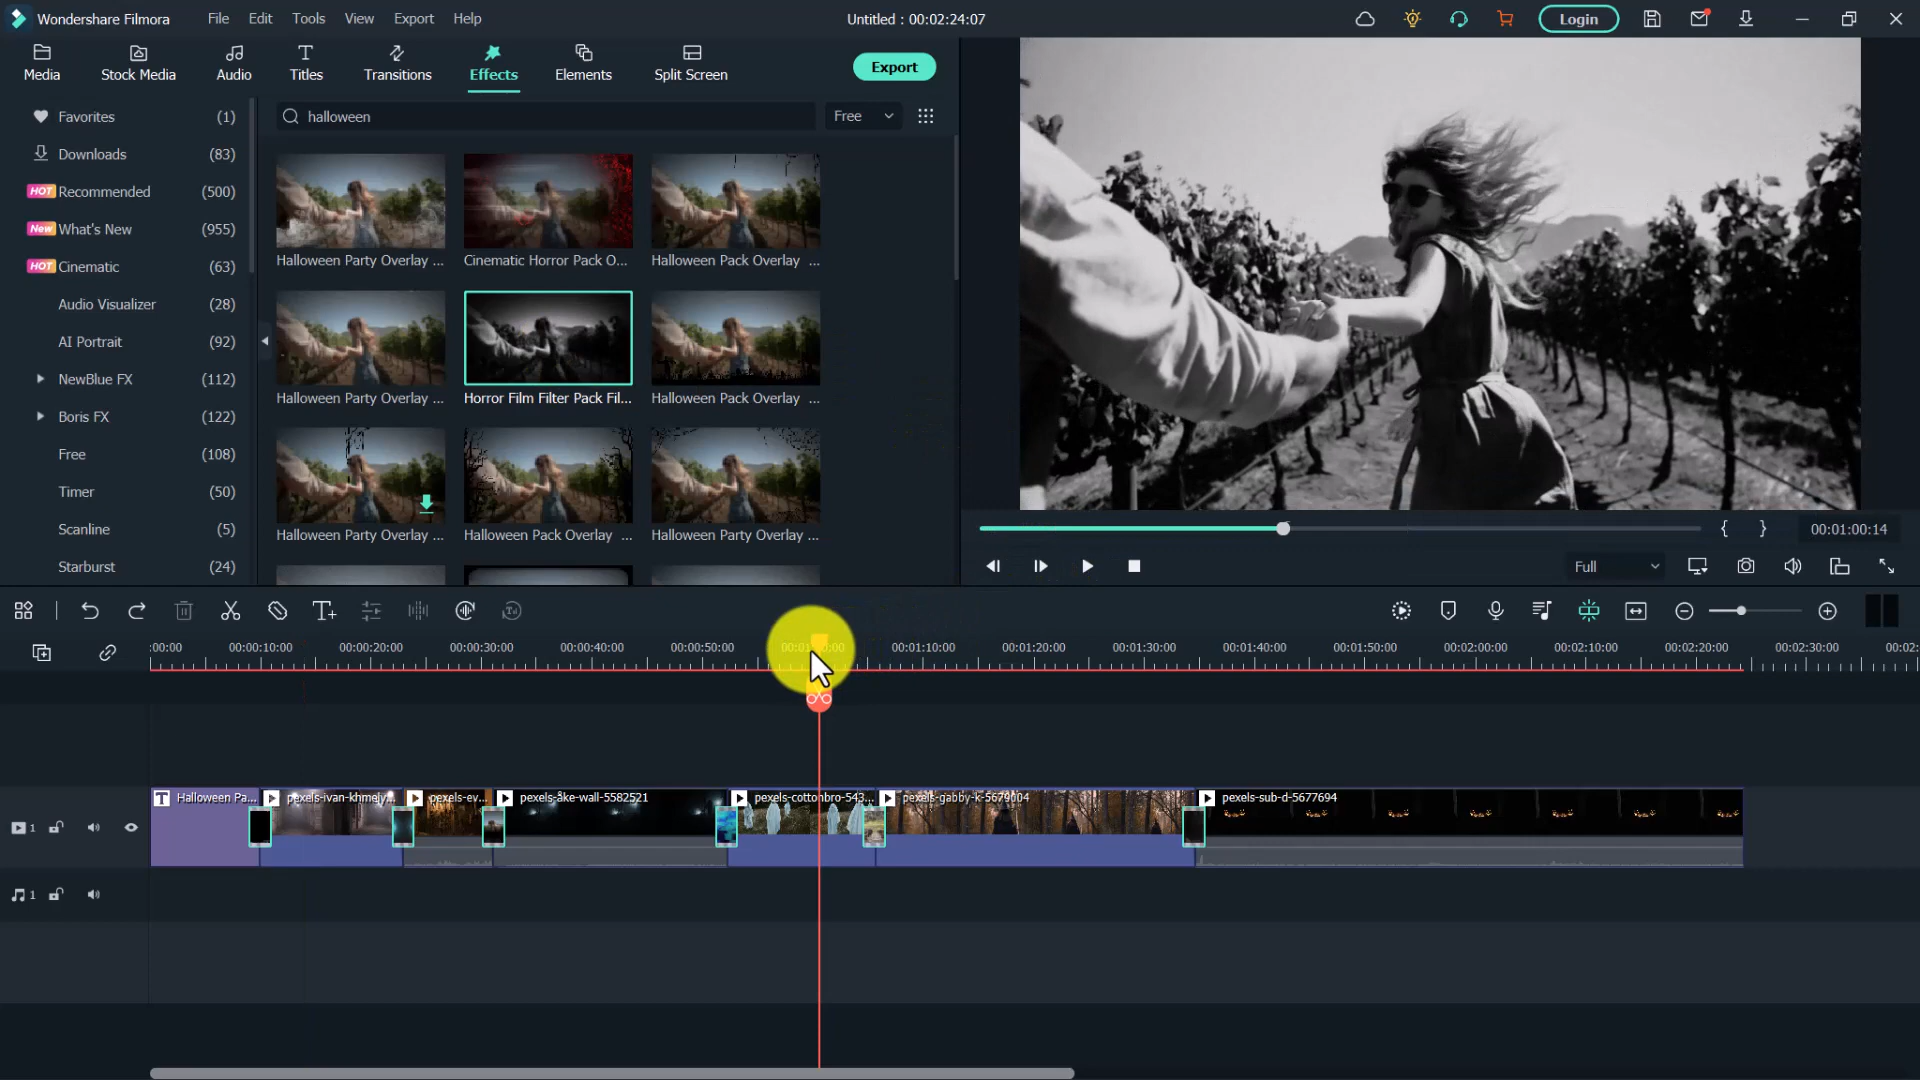 Wondershare Filmora
File Edit Tools View Export Help
Untitled : 00:02:24:07
Login
Media
Stock Media
Audio
Titles
Transitions
Effects
Elements
Split Screen
Export
Favorites (1)
Downloads (83)
HOT Recommended (500)
New What's New (955)
HOT Cinematic (63)
Audio Visualizer (28)
AI Portrait (92)
NewBlue FX (112)
Boris FX (122)
Free (108)
Timer (50)
Scanline (5)
Starburst (24)
halloween
Free
Halloween Party Overlay ...
Cinematic Horror Pack O...
Halloween Pack Overlay ...
Halloween Party Overlay ...
Horror Film Filter Pack Fil...
Halloween Pack Overlay ...
Halloween Party Overlay ...
Halloween Pack Overlay ...
Halloween Party Overlay ...
{ } 00:01:00:14
Full
:00:00 00:00:10:00 00:00:20:00 00:00:30:00 00:00:40:00 00:00:50:00 00:01:10:00 00:01:20:00 00:01:30:00 00:01:40:00 00:01:50:00 00:02:00:00 00:02:10:00 00:02:20:00 00:02:30:00 00:02:
Halloween Pa... pexels-ev... pexels-åke-wall-5582521 pexels-cottonbro-543... pexels-gabby-k-5679004 pexels-sub-d-5677694
1
1